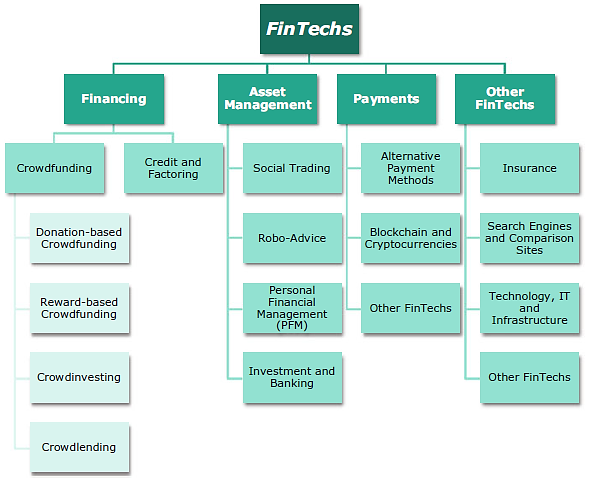 FinTechs
Financing
Asset
Management
Payments
Other
FinTechs
Crowdfunding
Credit and
Factoring
Social Trading
Alternative
Payment
Methods
Insurance
Donation-based
Crowdfunding
Robo-Advice
Blockchain and
Cryptocurrencies
Search Engines
and Comparison
Sites
Reward-based
Crowdfunding
Personal
Financial
Management
(PFM)
Other FinTechs
Technology, IT
and
Infrastructure
Crowdinvesting
Investment and
Banking
Other FinTechs
Crowdlending